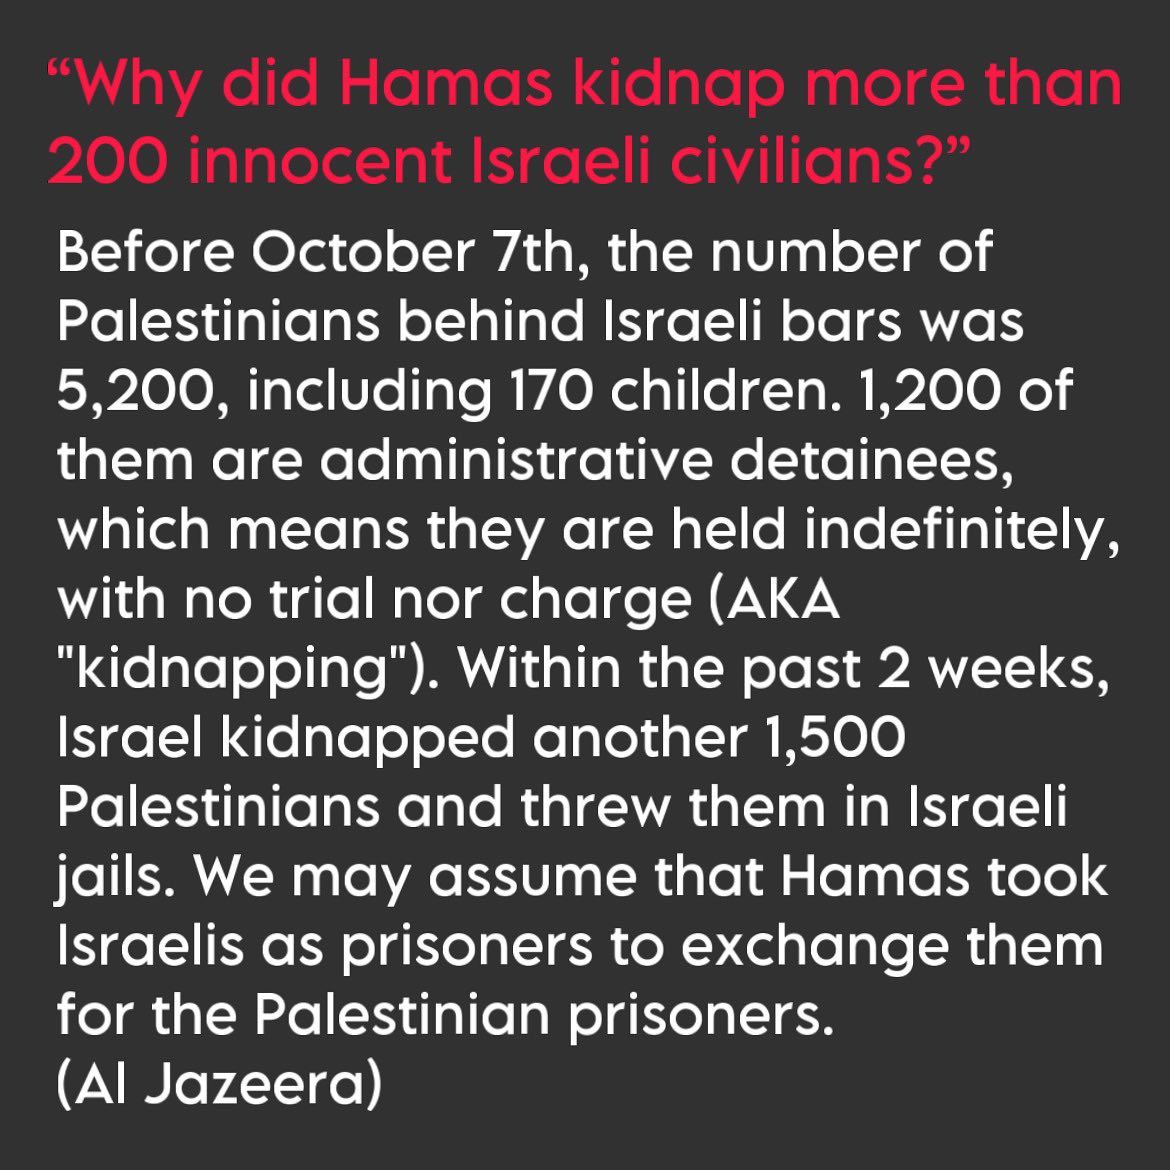 “Why did Hamas kidnap more than
200 innocent Israeli civilians?”
Before October 7th, the number of
Palestinians behind Israeli bars was
5,200, including 170 children. 1,200 of
them are administrative detainees,
which means they are held indefinitely,
with no trial nor charge (AKA
"kidnapping"). Within the past 2 weeks,
Israel kidnapped another 1,500
Palestinians and threw them in Israeli
jails. We may assume that Hamas took
Israelis as prisoners to exchange them
for the Palestinian prisoners.
(Al Jazeera)